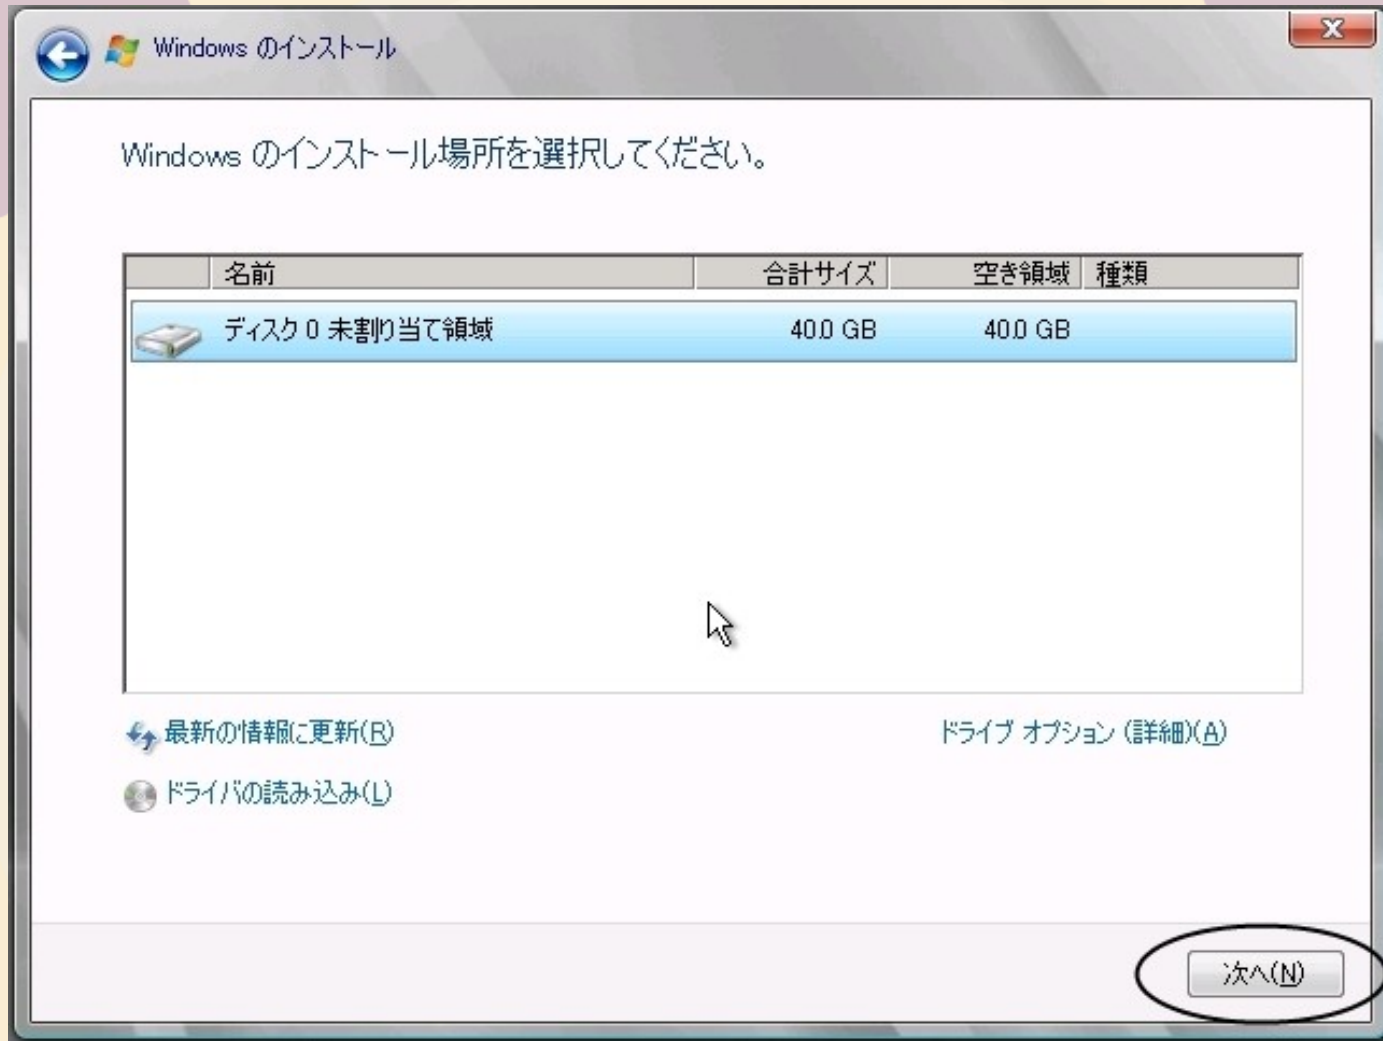 Windows のインストール
Windows のインストール場所を選択してください。
名前 合計サイズ 空き領域 種類
ディスク 0 未割り当て領域 40.0 GB 40.0 GB
最新の情報に更新(R) ドライブ オプション (詳細)(A)
ドライバの読み込み(L)
次へ(N)